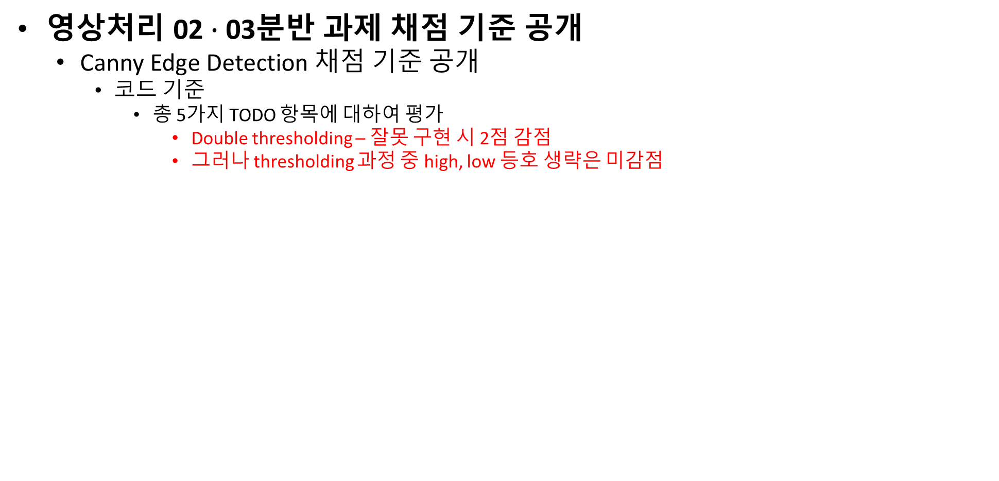 • 영상처리 02 · 03분반 과제 채점 기준 공개
• Canny Edge Detection 채점 기준 공개
• 코드 기준
• 총 5가지 TODO 항목에 대하여 평가
• Double thresholding – 잘못 구현 시 2점 감점
• 그러나 thresholding 과정 중 high, low 등호 생략은 미감점